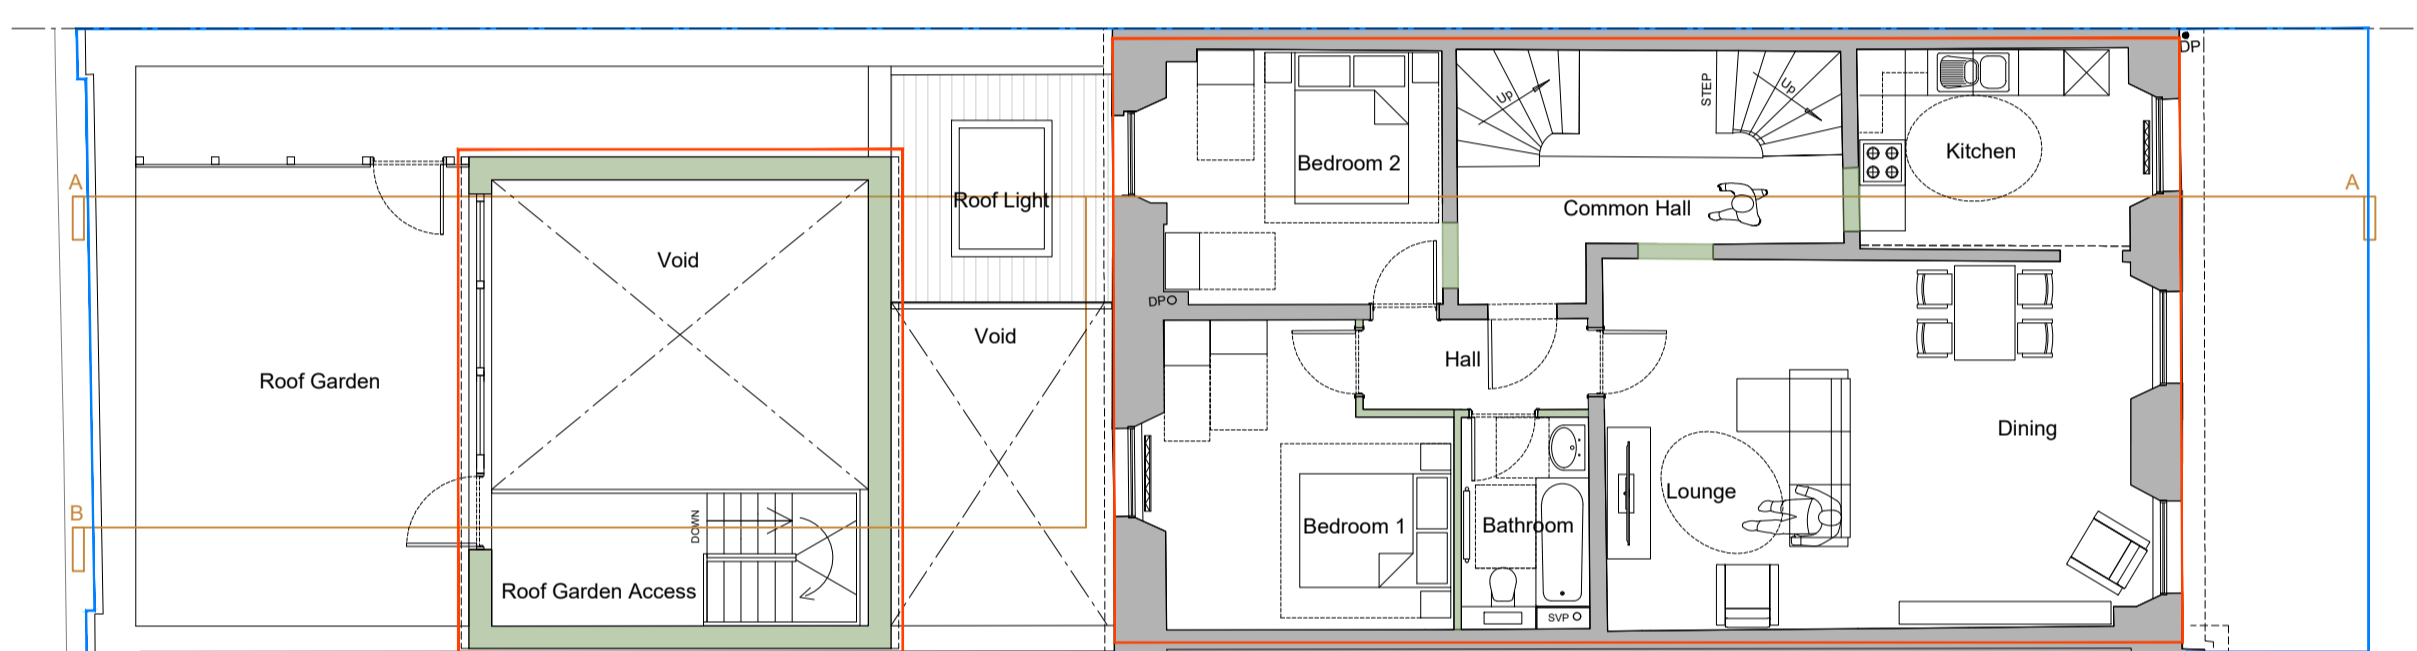 DP
STEP
Up
Up
Bedroom 2
Kitchen
A
A
Roof Light
Common Hall
Void
DP
Void
Hall
Roof Garden
Dining
Lounge
B
DOWN
Bedroom 1
Bathroom
Roof Garden Access
SVP